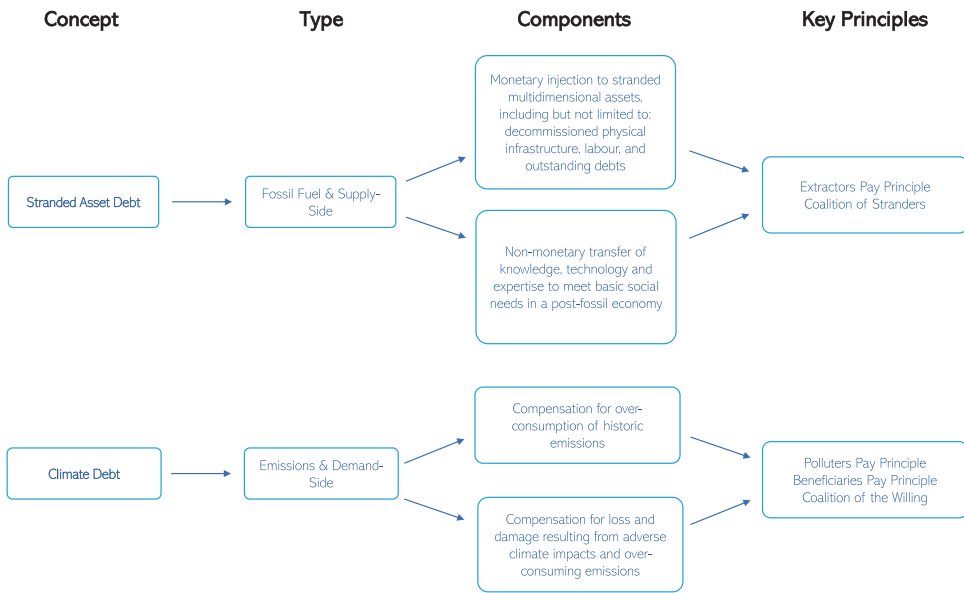 Concept
Type
Components
Key Principles
Stranded Asset Debt
Fossil Fuel & Supply-
Side
Monetary injection to stranded
multidimensional assets,
including but not limited to:
decommissioned physical
infrastructure, labour, and
outstanding debts
Non-monetary transfer of
knowledge, technology and
expertise to meet basic social
needs in a post-fossil economy
Extractors Pay Principle
Coalition of Stranders
Climate Debt
Emissions & Demand-
Side
Compensation for over-
consumption of historic
emissions
Compensation for loss and
damage resulting from adverse
climate impacts and over-
consuming emissions
Polluters Pay Principle
Beneficiaries Pay Principle
Coalition of the Willing